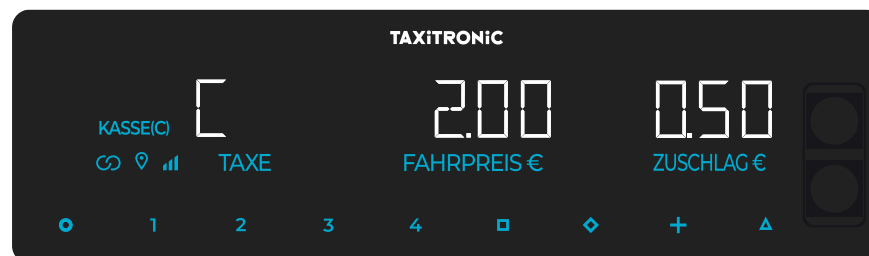 TAXiTRONiC
C 2.00 0.50
KASSE(C)
TAXE FAHRPREIS € ZUSCHLAG €
1 2 3 4